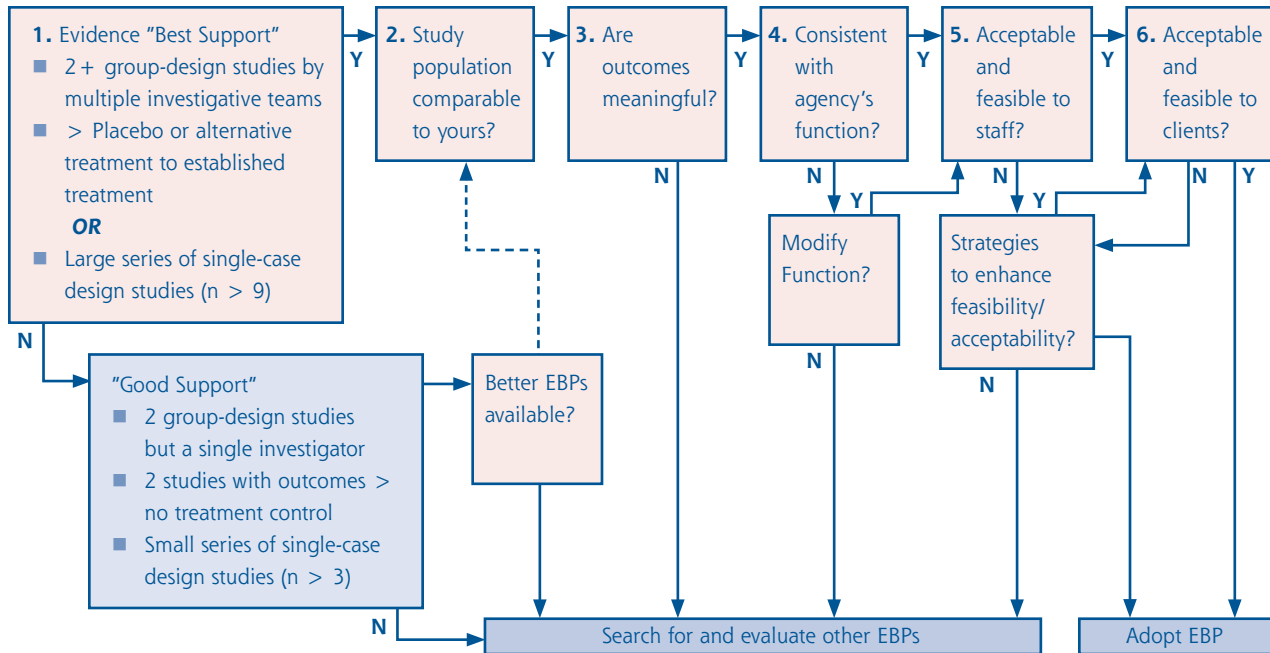 1. Evidence "Best Support"
■ 2+ group-design studies by
multiple investigative teams
■ > Placebo or alternative
treatment to established
treatment
OR
■ Large series of single-case
design studies (n > 9)
Y
2. Study
population
comparable
to yours?
Y
3. Are
outcomes
meaningful?
Y
4. Consistent
with
agency's
function?
Y
5. Acceptable
and
feasible to
staff?
Y
6. Acceptable
and
feasible to
clients?
N
N
N
N
Y
Y
Y
Modify
Function?
Strategies
to enhance
feasibility/
acceptability?
N
"Good Support"
■ 2 group-design studies
but a single investigator
■ 2 studies with outcomes >
no treatment control
■ Small series of single-case
design studies (n > 3)
Better EBPs
available?
N
N
N
Search for and evaluate other EBPs
Adopt EBP